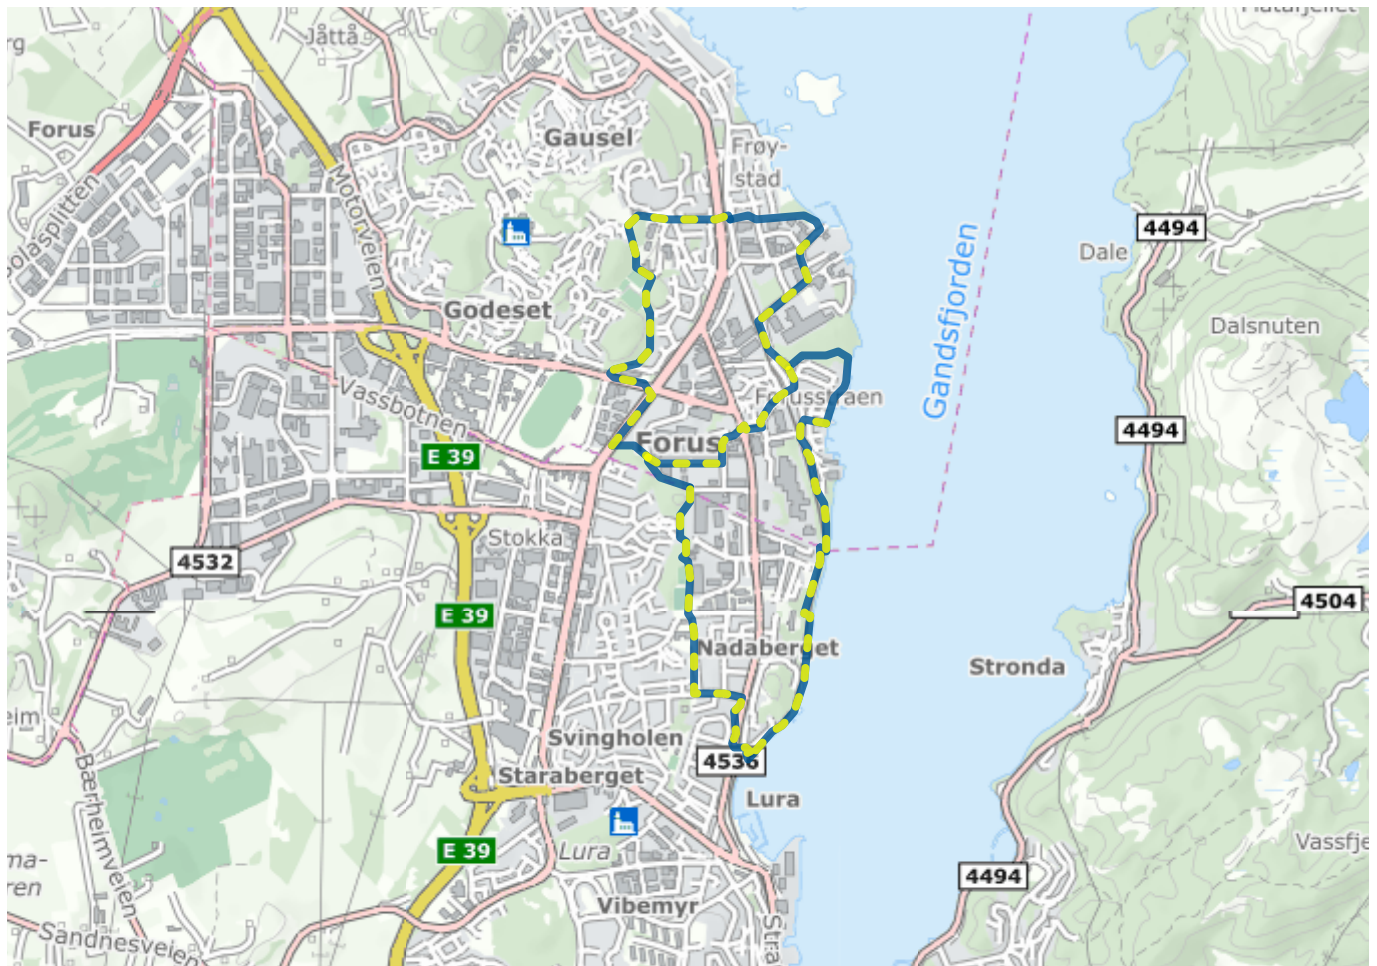 Jåttå
Forus
Gausel
Frøy-
stad
Motorveien
4494
Dale
Gandsfjorden
Godeset
Dalsnuten
Vassbotnen
4494
Forus
E 39
Stokka
4532
4504
E 39
Nadaberget
Stronda
Svingholen
4536
Staraberget
Lura
Bærheimveien
E 39
Lura
4494
Vibemyr
Sandnesveien